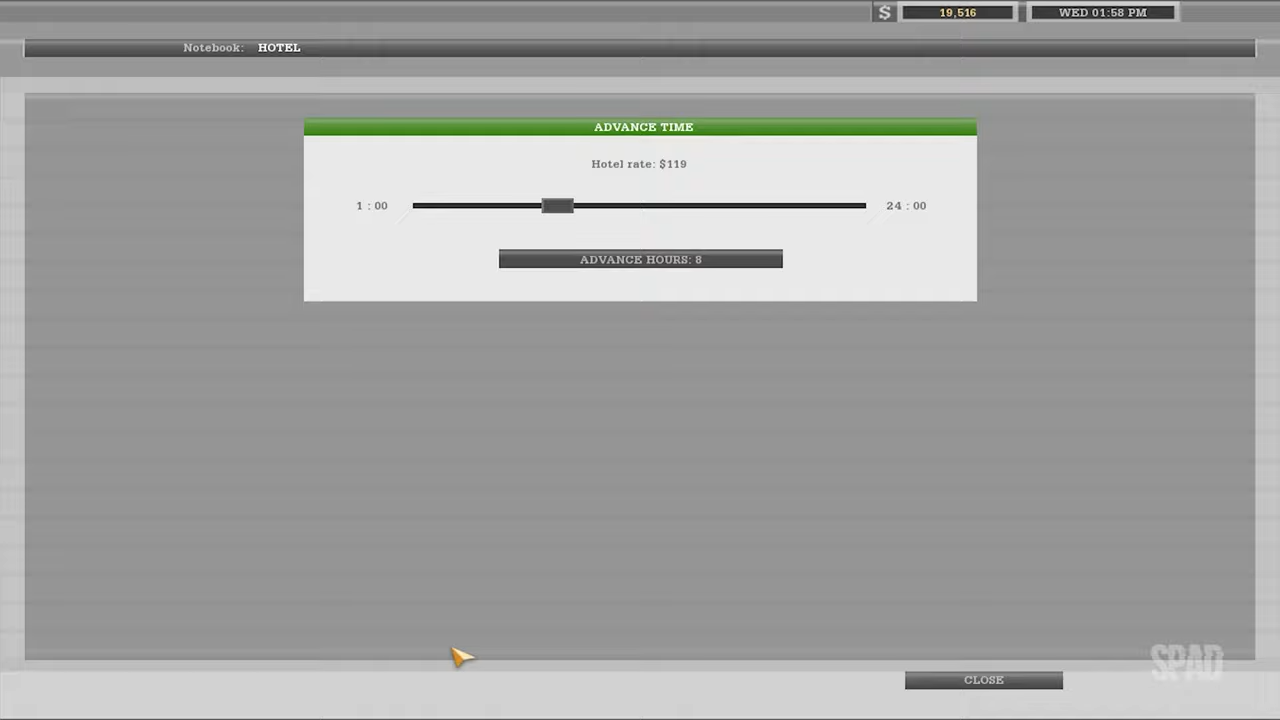 $ 19,516 WED 01:58 PM
Notebook: HOTEL
ADVANCE TIME
Hotel rate: $119
1 : 00 24 : 00
ADVANCE HOURS: 8
SPAD
CLOSE